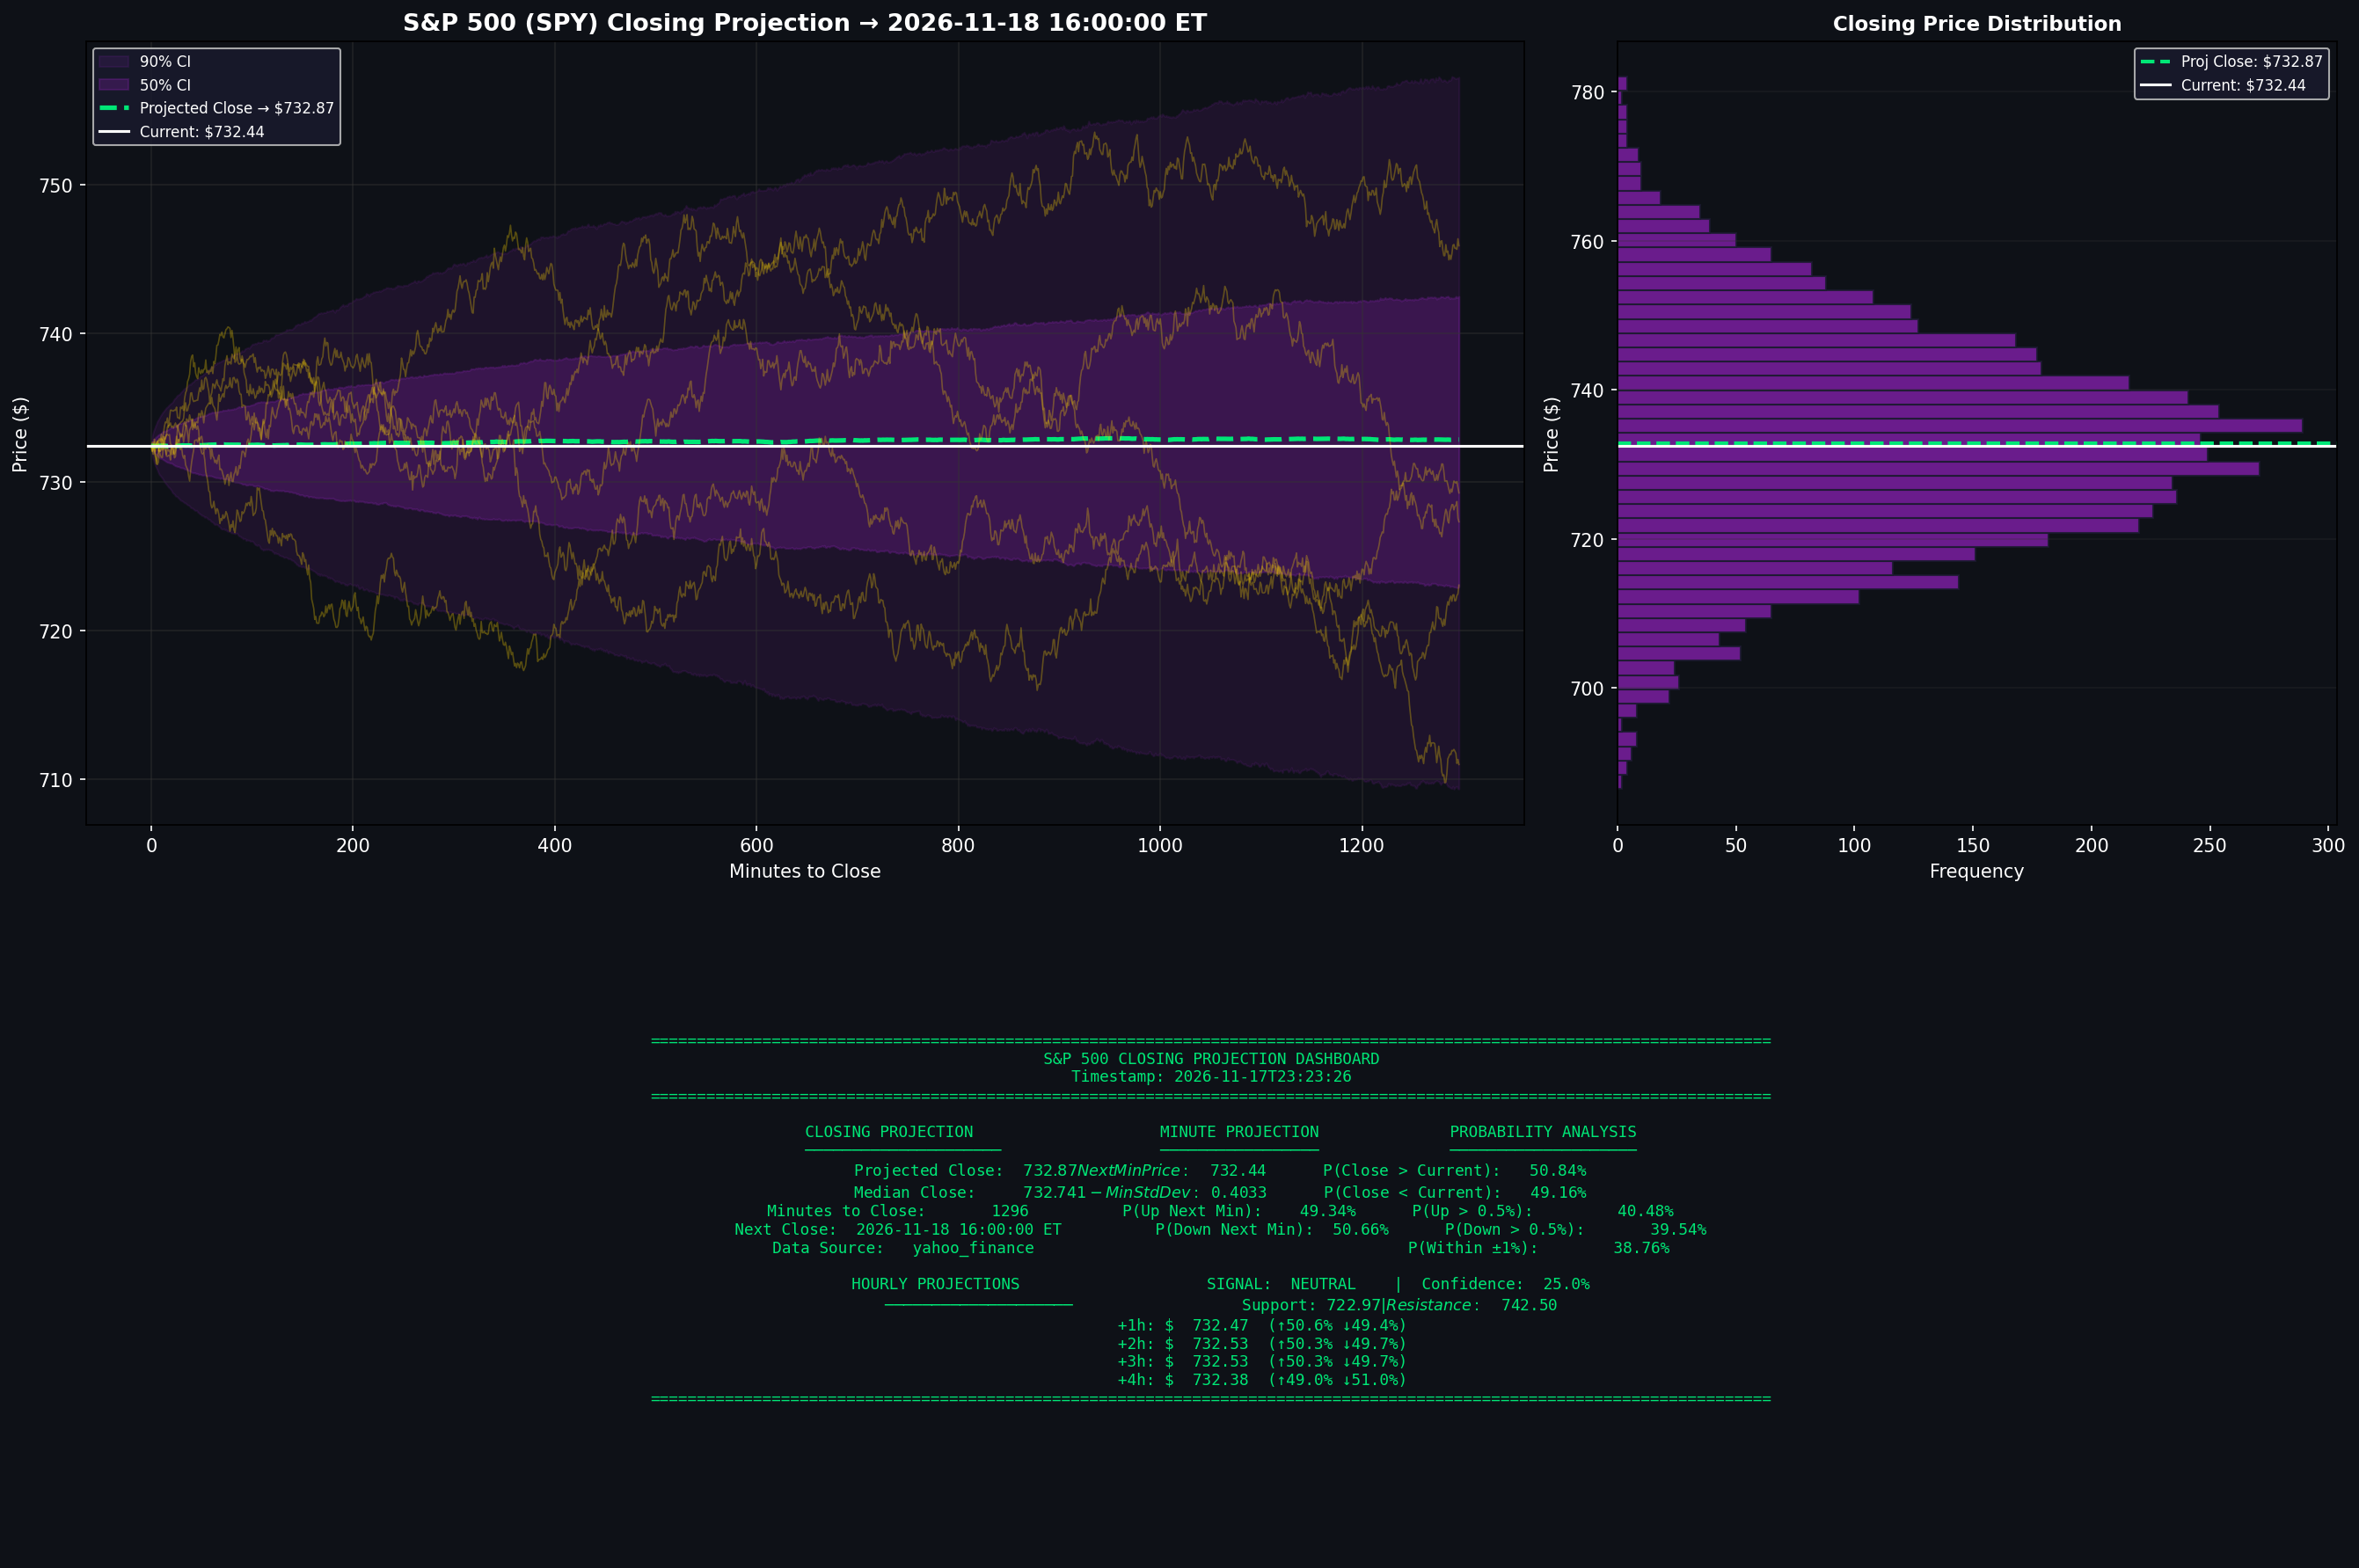 S&P 500 (SPY) Closing Projection → 2026-11-18 16:00:00 ET
90% CI
50% CI
Projected Close → $732.87
Current: $732.44
Price ($)
750
740
730
720
710
0 200 400 600 800 1000 1200
Minutes to Close
Closing Price Distribution
Proj Close: $732.87
Current: $732.44
Price ($)
780
760
740
720
700
0 50 100 150 200 250 300
Frequency
S&P 500 CLOSING PROJECTION DASHBOARD
Timestamp: 2026-11-17T23:23:26
CLOSING PROJECTION MINUTE PROJECTION PROBABILITY ANALYSIS
Projected Close: 732.87NextMinPrice: 732.44 P(Close > Current): 50.84%
Median Close: 732.741−MinStdDev: 0.4033 P(Close < Current): 49.16%
Minutes to Close: 1296 P(Up Next Min): 49.34% P(Up > 0.5%): 40.48%
Next Close: 2026-11-18 16:00:00 ET P(Down Next Min): 50.66% P(Down > 0.5%): 39.54%
Data Source: yahoo_finance P(Within ±1%): 38.76%
HOURLY PROJECTIONS SIGNAL: NEUTRAL | Confidence: 25.0%
Support: 722.97|Resistance: 742.50
+1h: $ 732.47 (↑50.6% ↓49.4%)
+2h: $ 732.53 (↑50.3% ↓49.7%)
+3h: $ 732.53 (↑50.3% ↓49.7%)
+4h: $ 732.38 (↑49.0% ↓51.0%)